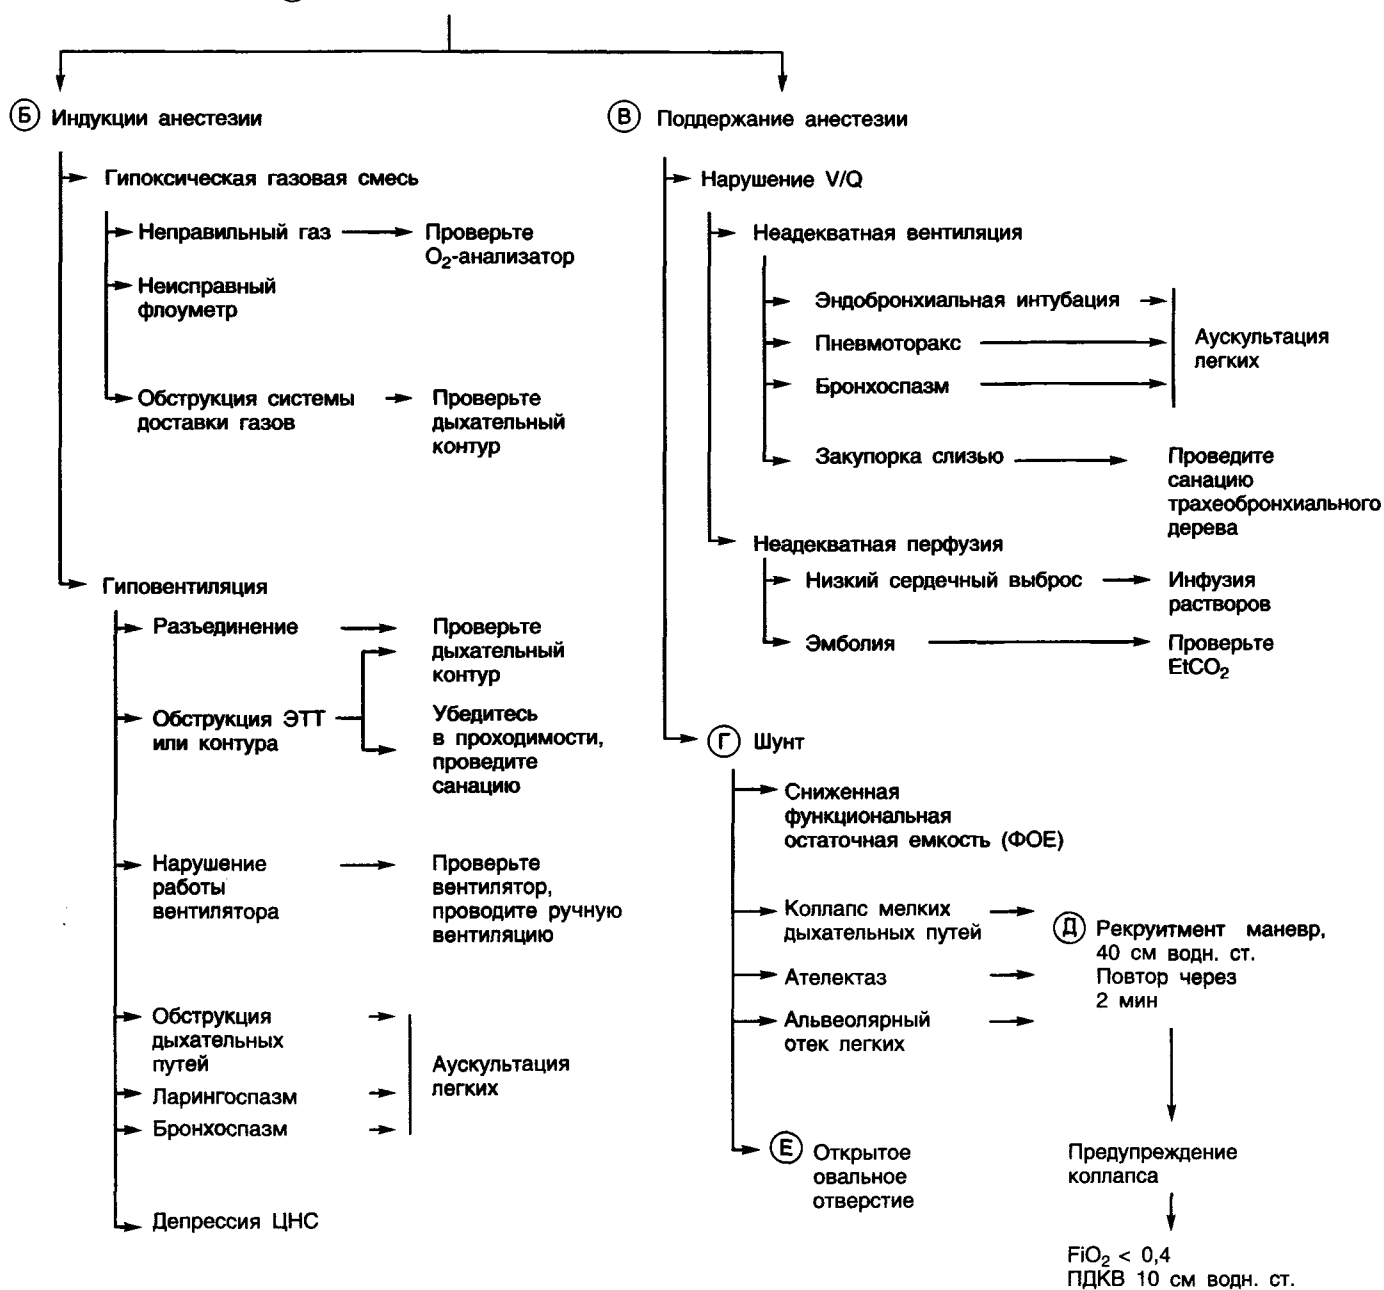 Б Индукции анестезии
Гипоксическая газовая смесь
Неправильный газ
Проверьте
O₂-анализатор
Неисправный
флоуметр
Обструкция системы
доставки газов
Проверьте
дыхательный
контур
Гиповентиляция
Разъединение
Проверьте
дыхательный
контур
Обструкция ЭТТ
или контура
Убедитесь
в проходимости,
проведите
санацию
Нарушение
работы
вентилятора
Проверьте
вентилятор,
проводите ручную
вентиляцию
Обструкция
дыхательных
путей
Ларингоспазм
Бронхоспазм
Аускультация
легких
Депрессия ЦНС
В Поддержание анестезии
Нарушение V/Q
Неадекватная вентиляция
Эндобронхиальная интубация
Пневмоторакс
Бронхоспазм
Аускультация
легких
Закупорка слизью
Проведите
санацию
трахеобронхиального
дерева
Неадекватная перфузия
Низкий сердечный выброс
Инфузия
растворов
Эмболия
Проверьте
EtCO₂
Г Шунт
Сниженная
функциональная
остаточная емкость (ФОЕ)
Коллапс мелких
дыхательных путей
Ателектаз
Альвеолярный
отек легких
Д Рекруитмент маневр,
40 см водн. ст.
Повтор через
2 мин
Е Открытое
овальное
отверстие
Предупреждение
коллапса
FiO₂ < 0,4
ПДКВ 10 см водн. ст.